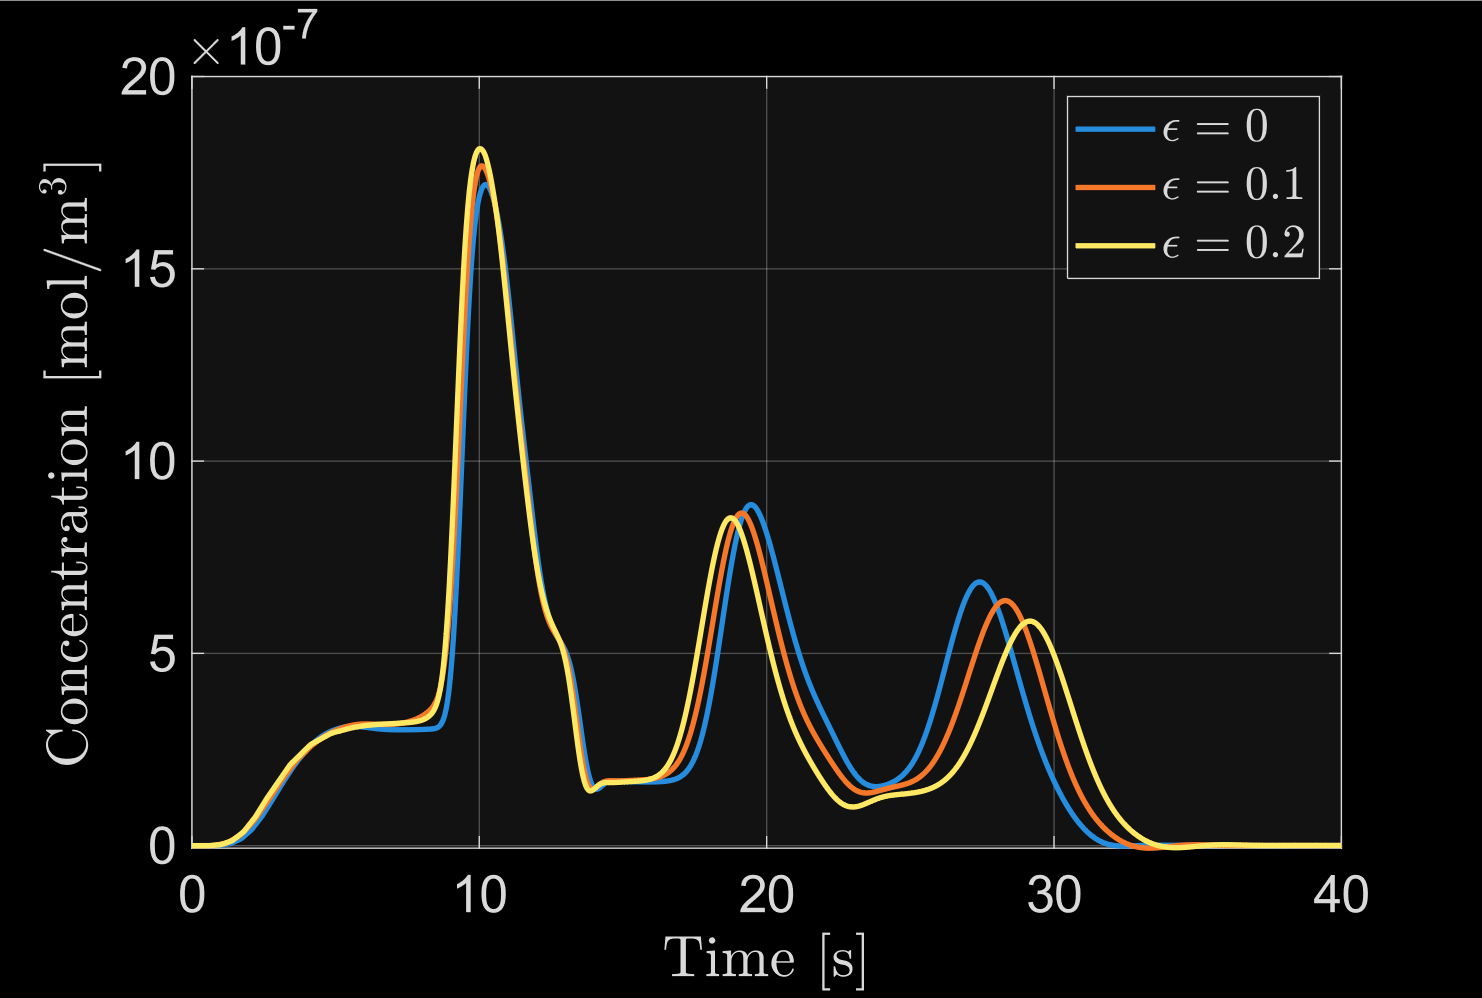 ×10⁻⁷
20
15
10
5
0
0 10 20 30 40
Time [s]
Concentration [mol/m³]
ϵ = 0
ϵ = 0.1
ϵ = 0.2